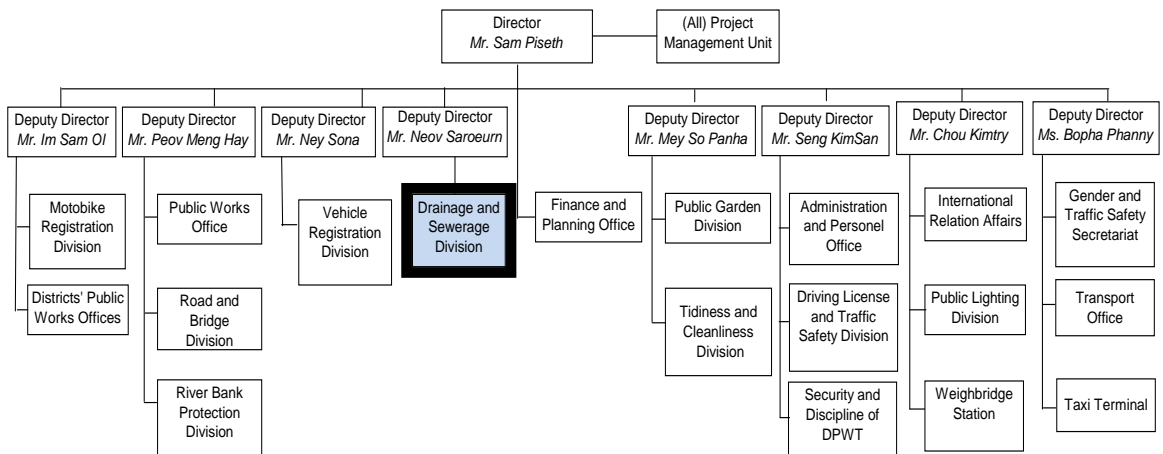 Director
Mr. Sam Piseth
(All) Project
Management Unit
Deputy Director
Mr. Im Sam Ol
Deputy Director
Mr. Peov Meng Hay
Deputy Director
Mr. Ney Sona
Deputy Director
Mr. Neov Saroeurn
Deputy Director
Mr. Mey So Panha
Deputy Director
Mr. Seng KimSan
Deputy Director
Mr. Chou Kimtry
Deputy Director
Ms. Bopha Phanny
Motobike
Registration
Division
Districts' Public
Works Offices
Public Works
Office
Road and
Bridge
Division
River Bank
Protection
Division
Vehicle
Registration
Division
Drainage and
Sewerage
Division
Finance and
Planning Office
Public Garden
Division
Tidiness and
Cleanliness
Division
Administration
and Personel
Office
Driving License
and Traffic
Safety Division
Security and
Discipline of
DPWT
International
Relation Affairs
Public Lighting
Division
Weighbridge
Station
Gender and
Traffic Safety
Secretariat
Transport
Office
Taxi Terminal